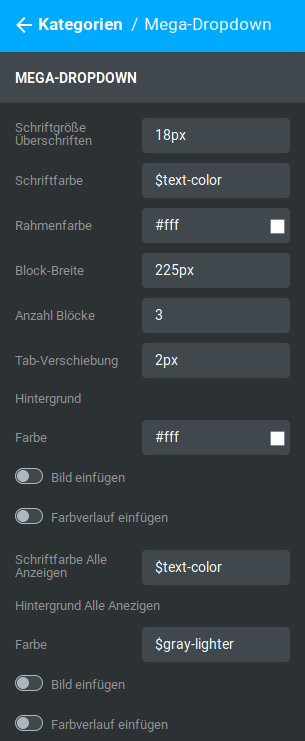 Kategorien / Mega-Dropdown
MEGA-DROPDOWN
Schriftgröße
Überschriften
18px
Schriftfarbe
$text-color
Rahmenfarbe
#fff
Block-Breite
225px
Anzahl Blöcke
3
Tab-Verschiebung
2px
Hintergrund
Farbe
#fff
Bild einfügen
Farbverlauf einfügen
Schriftfarbe Alle
Anzeigen
$text-color
Hintergrund Alle Anezigen
Farbe
$gray-lighter
Bild einfügen
Farbverlauf einfügen